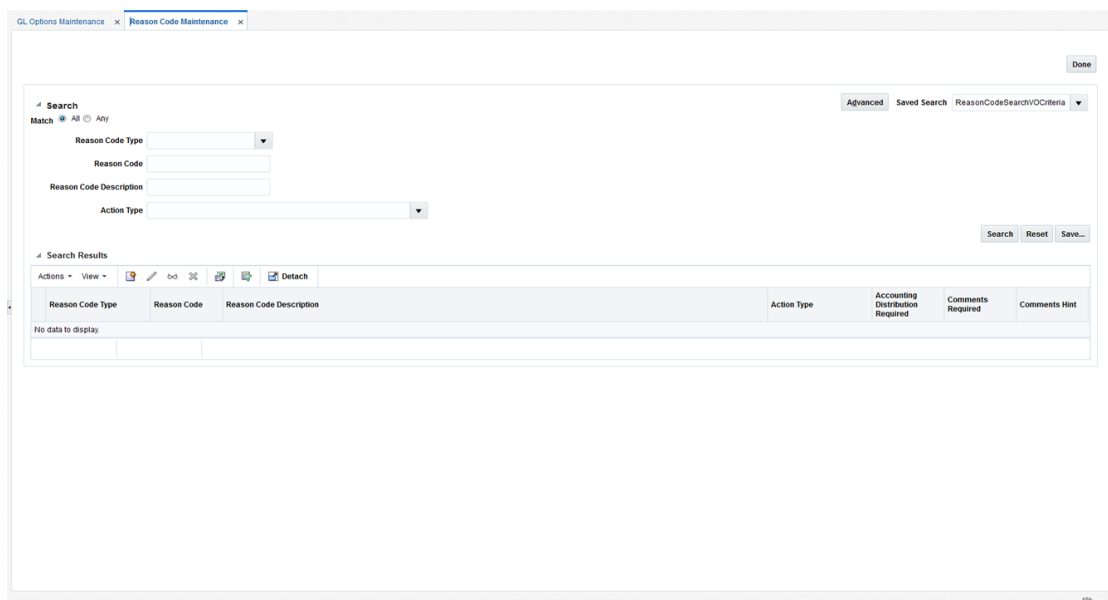 GL Options Maintenance × Reason Code Maintenance ×
Done
Search
Advanced Saved Search ReasonCodeSearchVOCriteria
Match All Any
Reason Code Type
Reason Code
Reason Code Description
Action Type
Search Reset Save...
Search Results
Actions View Detach
Reason Code Type Reason Code Reason Code Description Action Type Accounting Distribution Required Comments Required Comments Hint
No data to display.